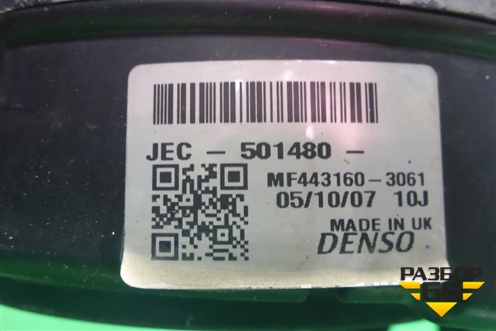 JEC - 501480 -
MF443160-3061
05/10/07 10J
MADE IN UK
DENSO
РАЗБОР